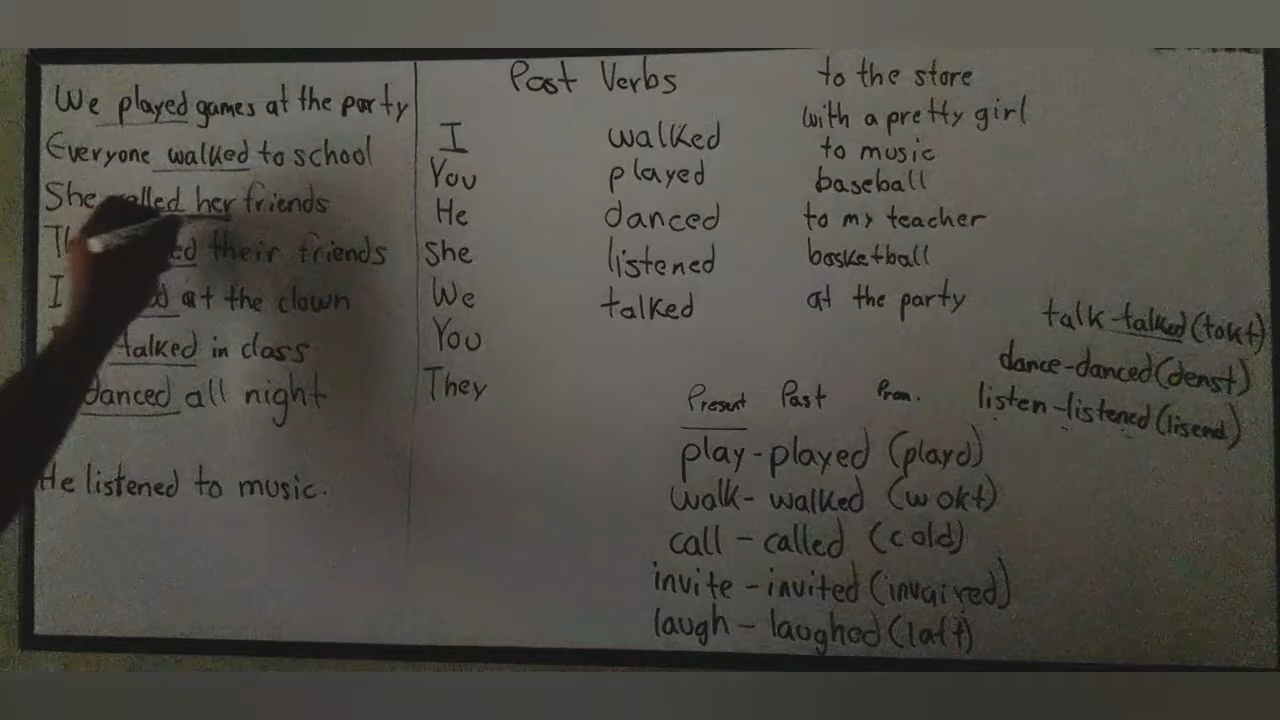 We played games at the party
Everyone walked to school
She called her friends
their friends
I at the clown
talked in class
danced all night
He listened to music.
Past Verbs
I
You
He
She
We
You
They
walked
played
danced
listened
talked
to the store
with a pretty girl
to music
baseball
to my teacher
basketball
at the party
talk-talked (tokt)
dance-danced (denst)
listen-listened (lisend)
Present Past Pron.
play-played (playd)
walk-walked (wokt)
call-called (cold)
invite-invited (invaired)
laugh-laughed (laft)